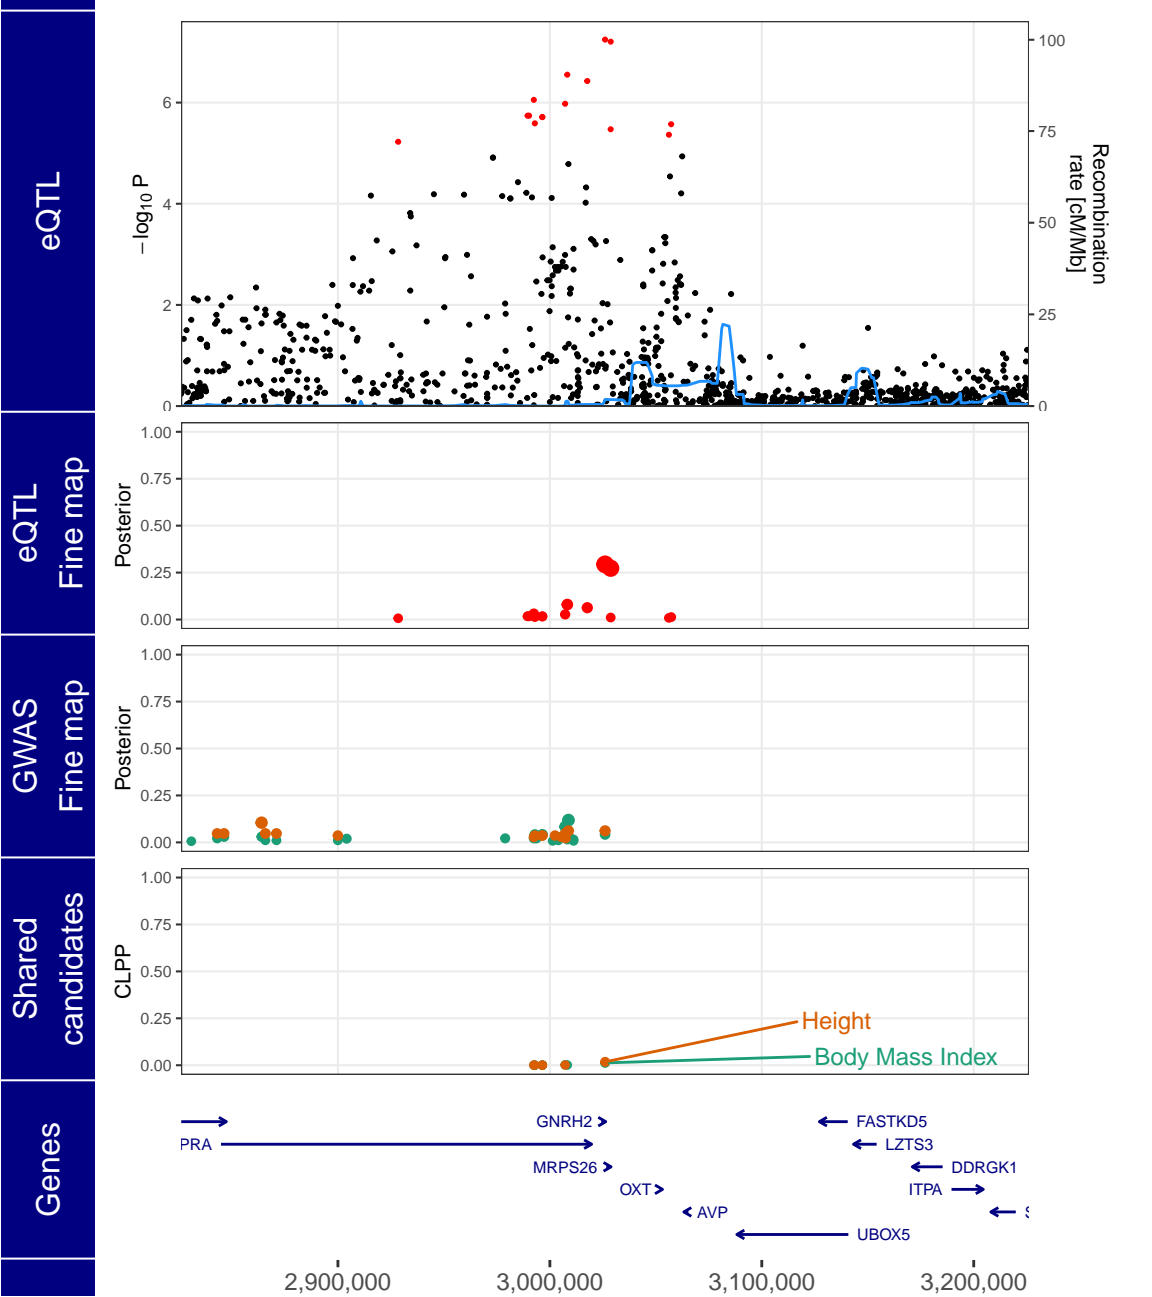 eQTL
−log10 P
6
4
2
0
100
75
50
25
0
Recombination
rate [cM/Mb]
eQTL
Fine map
Posterior
1.00
0.75
0.50
0.25
0.00
GWAS
Fine map
Posterior
1.00
0.75
0.50
0.25
0.00
Shared
candidates
CLPP
1.00
0.75
0.50
0.25
0.00
Height
Body Mass Index
Genes
GNRH2
FASTKD5
PRA
LZTS3
MRPS26
DDRGK1
OXT
ITPA
AVP
UBOX5
2,900,000
3,000,000
3,100,000
3,200,000